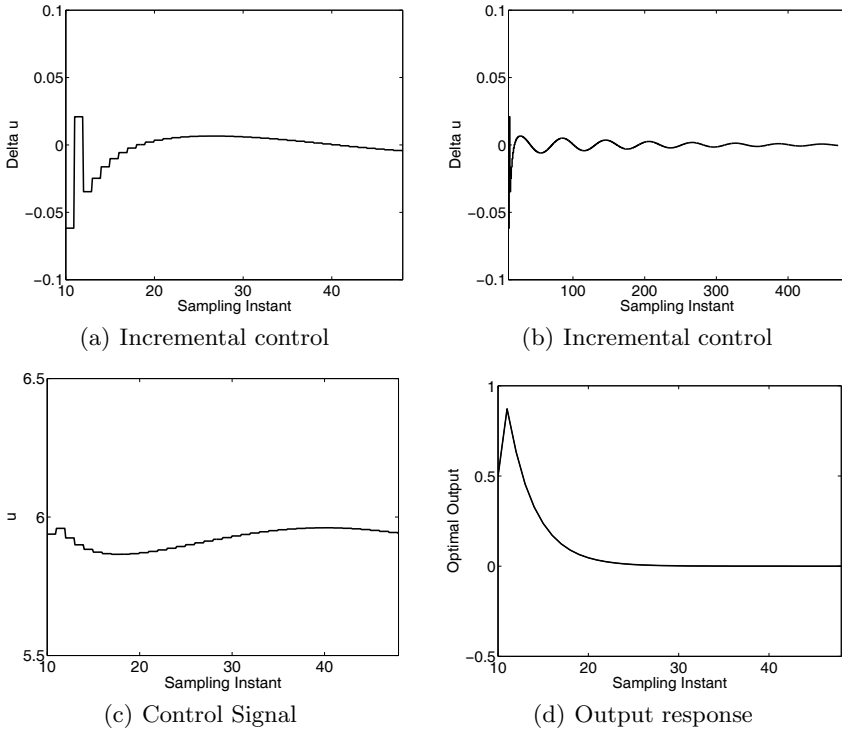 0.1
0.05
0
−0.05
−0.1
Delta u
10
20
30
40
Sampling Instant
(a) Incremental control
0.1
0.05
0
−0.05
−0.1
Delta u
100
200
300
400
Sampling Instant
(b) Incremental control
6.5
6
5.5
u
10
20
30
40
Sampling Instant
(c) Control Signal
1
0.5
0
−0.5
Optimal Output
10
20
30
40
Sampling Instant
(d) Output response